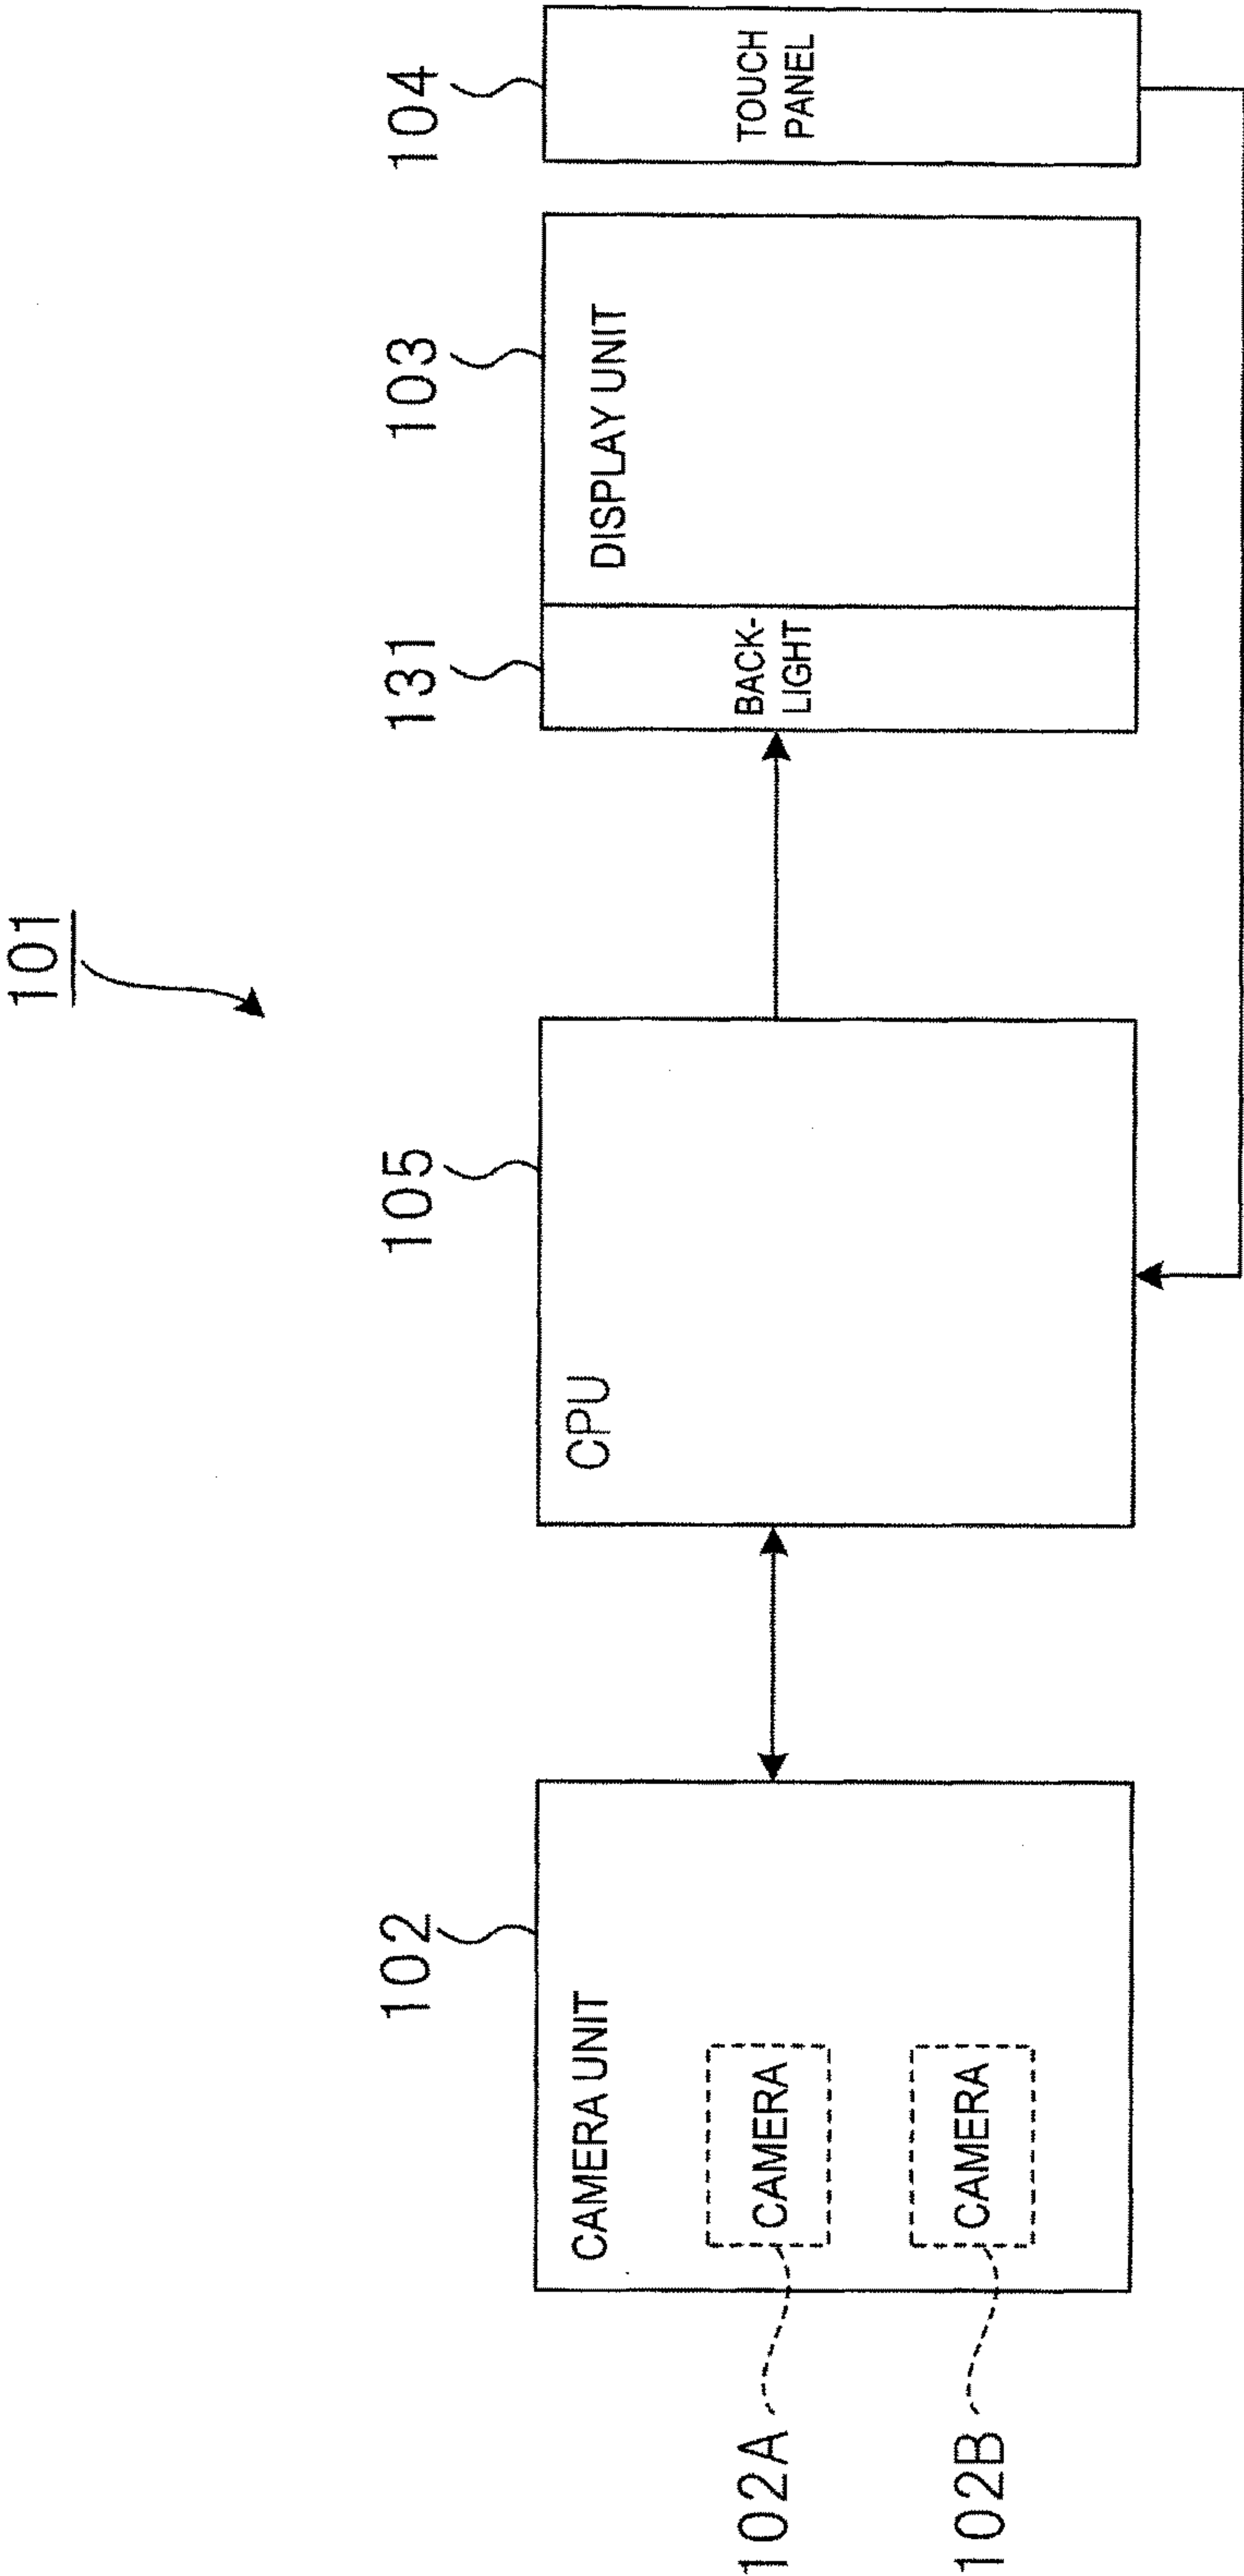 101
102
105
131
103
104
CAMERA UNIT
CPU
DISPLAY UNIT
BACK-
LIGHT
TOUCH
PANEL
CAMERA
102A
CAMERA
102B